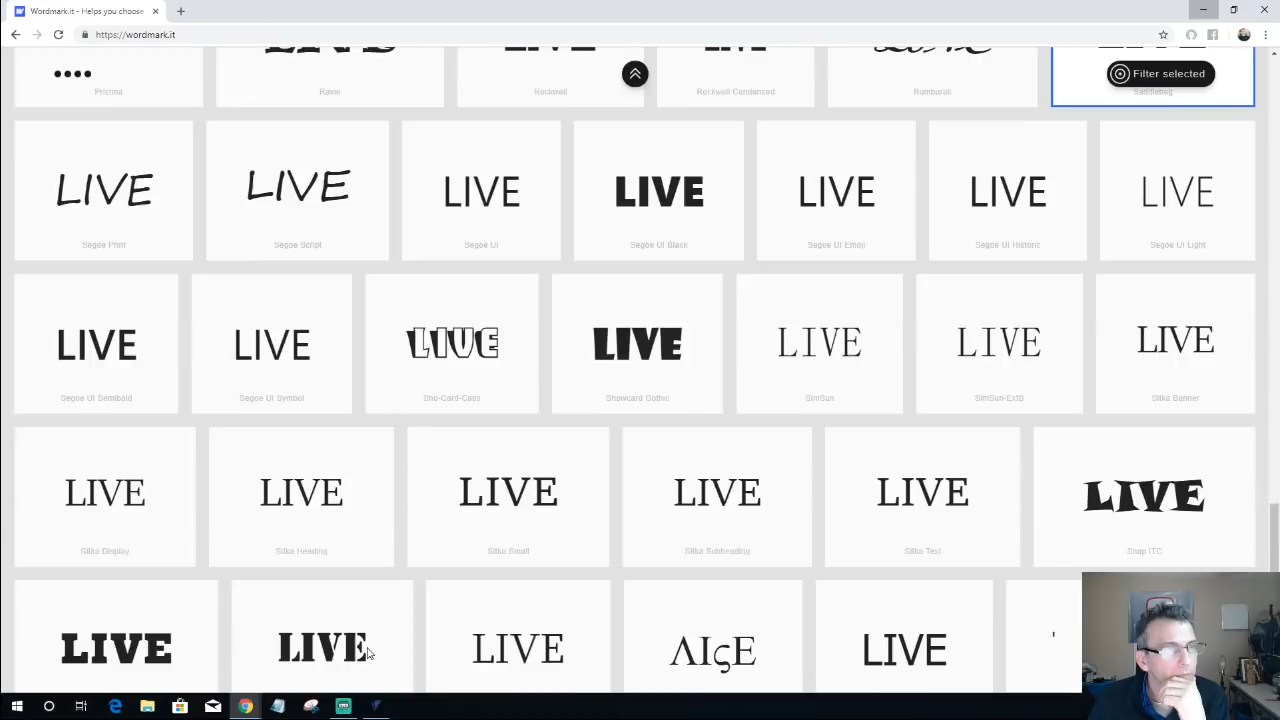 Wordmark.it - Helps you choose
https://wordmark.it
Filter selected
Pristina
Ravie
Rockwell
Rockwell Condensed
Rumbarak
Saddlebag
LIVE LIVE LIVE LIVE LIVE LIVE LIVE
Segoe Print
Segoe Script
Segoe UI
Segoe UI Black
Segoe UI Emoji
Segoe UI Historic
Segoe UI Light
LIVE LIVE LIVE LIVE LIVE LIVE LIVE
Segoe UI Semibold
Segoe UI Symbol
Sho-Card-Caps
Showcard Gothic
SimSun
SimSun-ExtB
Sitka Banner
LIVE LIVE LIVE LIVE LIVE LIVE
Sitka Display
Sitka Heading
Sitka Small
Sitka Subheading
Sitka Text
Snap ITC
LIVE LIVE LIVE ΛΙςΕ LIVE